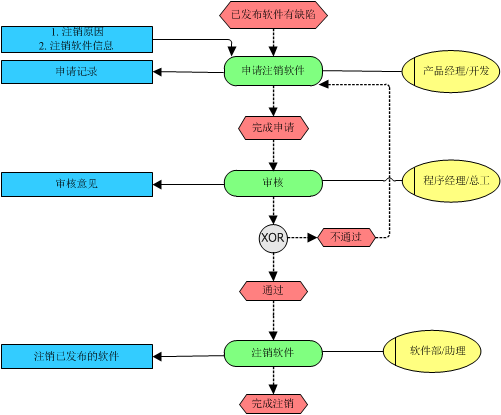 已发布软件有缺陷
1. 注销原因
2. 注销软件信息
申请记录
申请注销软件
产品经理/开发
完成申请
审核意见
审核
程序经理/总工
XOR
不通过
通过
注销已发布的软件
注销软件
软件部/助理
完成注销